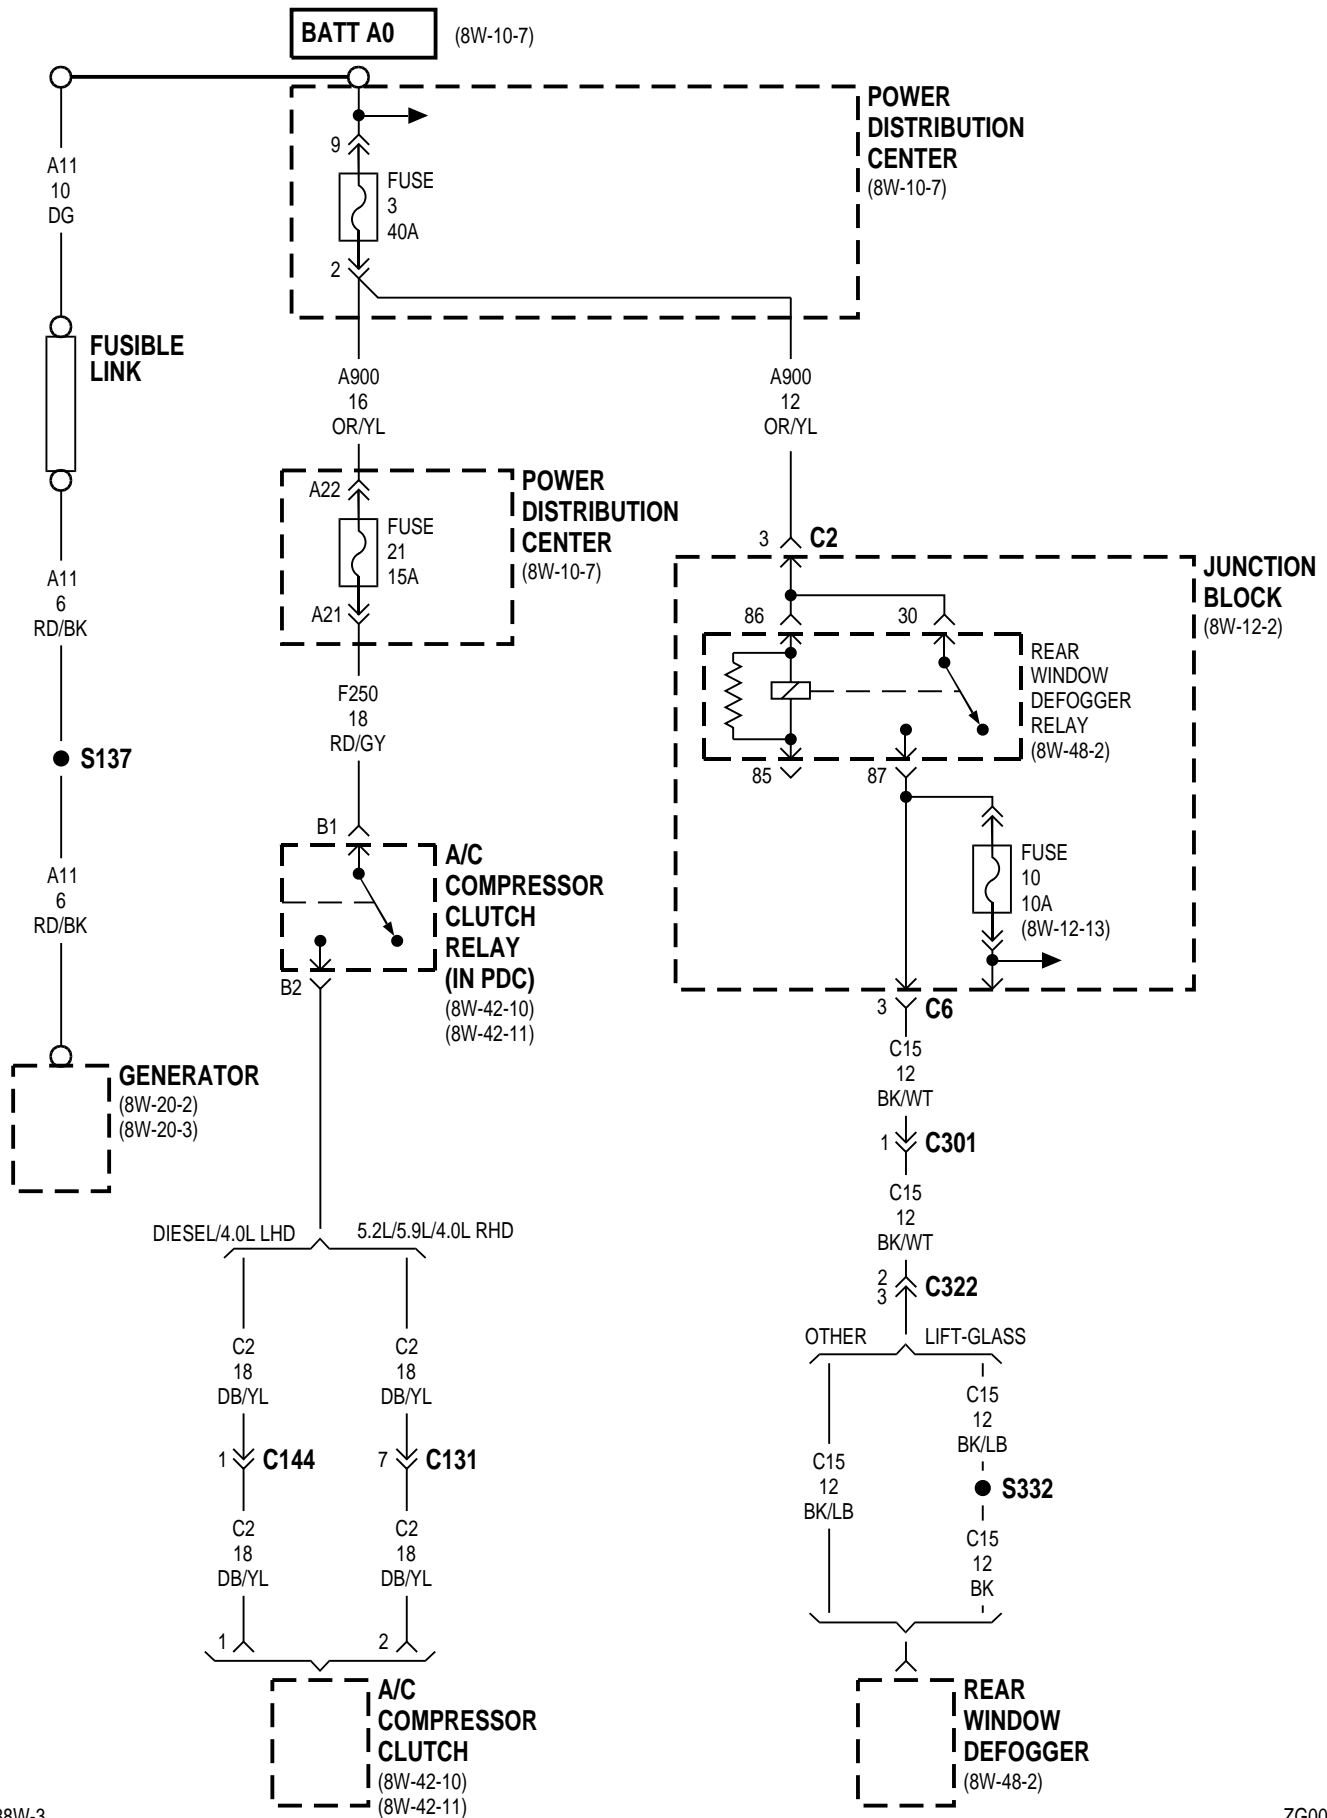 BATT A0
(8W-10-7)
POWER
DISTRIBUTION
CENTER
(8W-10-7)
9
FUSE
3
40A
2
A11
10
DG
FUSIBLE
LINK
A900
16
OR/YL
A900
12
OR/YL
A22
FUSE
21
15A
A21
POWER
DISTRIBUTION
CENTER
(8W-10-7)
3
C2
JUNCTION
BLOCK
(8W-12-2)
86
30
REAR
WINDOW
DEFOGGER
RELAY
(8W-48-2)
85
87
A11
6
RD/BK
F250
18
RD/GY
S137
B1
A/C
COMPRESSOR
CLUTCH
RELAY
(IN PDC)
(8W-42-10)
(8W-42-11)
B2
FUSE
10
10A
(8W-12-13)
A11
6
RD/BK
3
C6
C15
12
BK/WT
GENERATOR
(8W-20-2)
(8W-20-3)
1
C301
C15
12
BK/WT
DIESEL/4.0L LHD
5.2L/5.9L/4.0L RHD
2
3
C322
OTHER
LIFT-GLASS
C2
18
DB/YL
C2
18
DB/YL
C15
12
BK/LB
1
C144
7
C131
C15
12
BK/LB
S332
C2
18
DB/YL
C2
18
DB/YL
C15
12
BK
1
2
A/C
COMPRESSOR
CLUTCH
(8W-42-10)
(8W-42-11)
REAR
WINDOW
DEFOGGER
(8W-48-2)